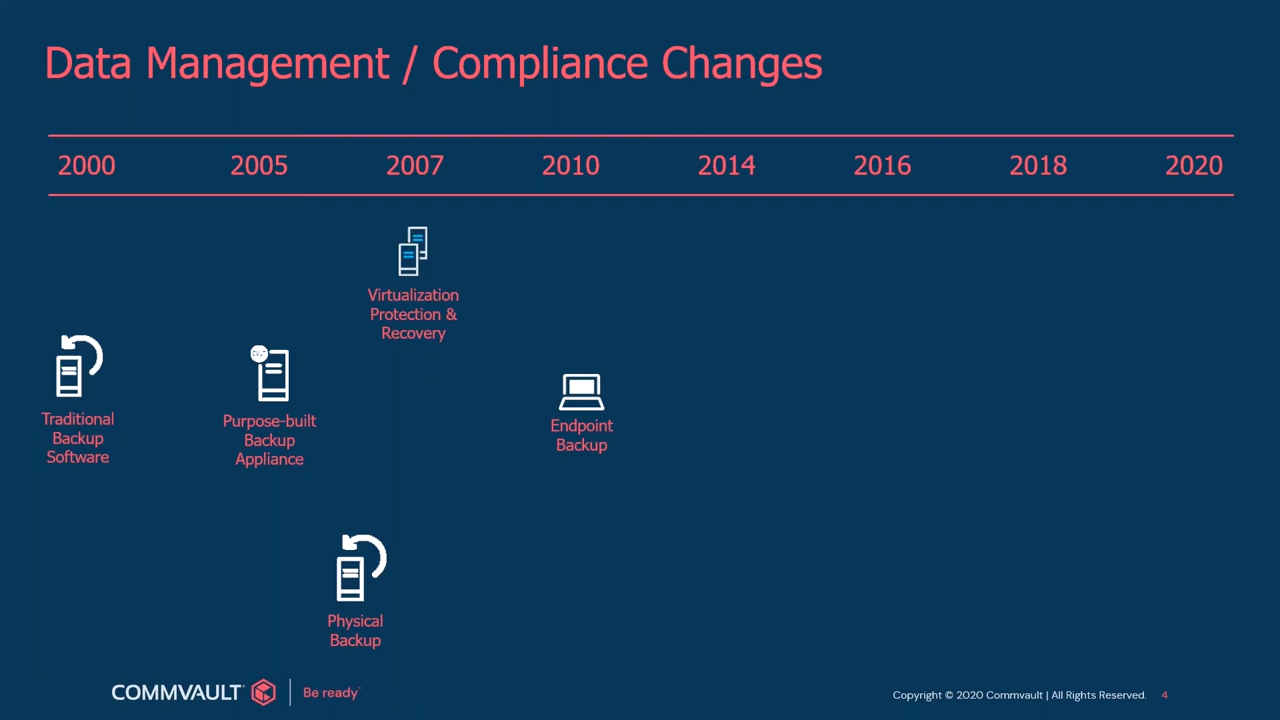 Data Management / Compliance Changes
2000 2005 2007 2010 2014 2016 2018 2020
Virtualization
Protection &
Recovery
Traditional
Backup
Software
Purpose-built
Backup
Appliance
Endpoint
Backup
Physical
Backup
COMMVAULT Be ready
Copyright © 2020 Commvault | All Rights Reserved. 4